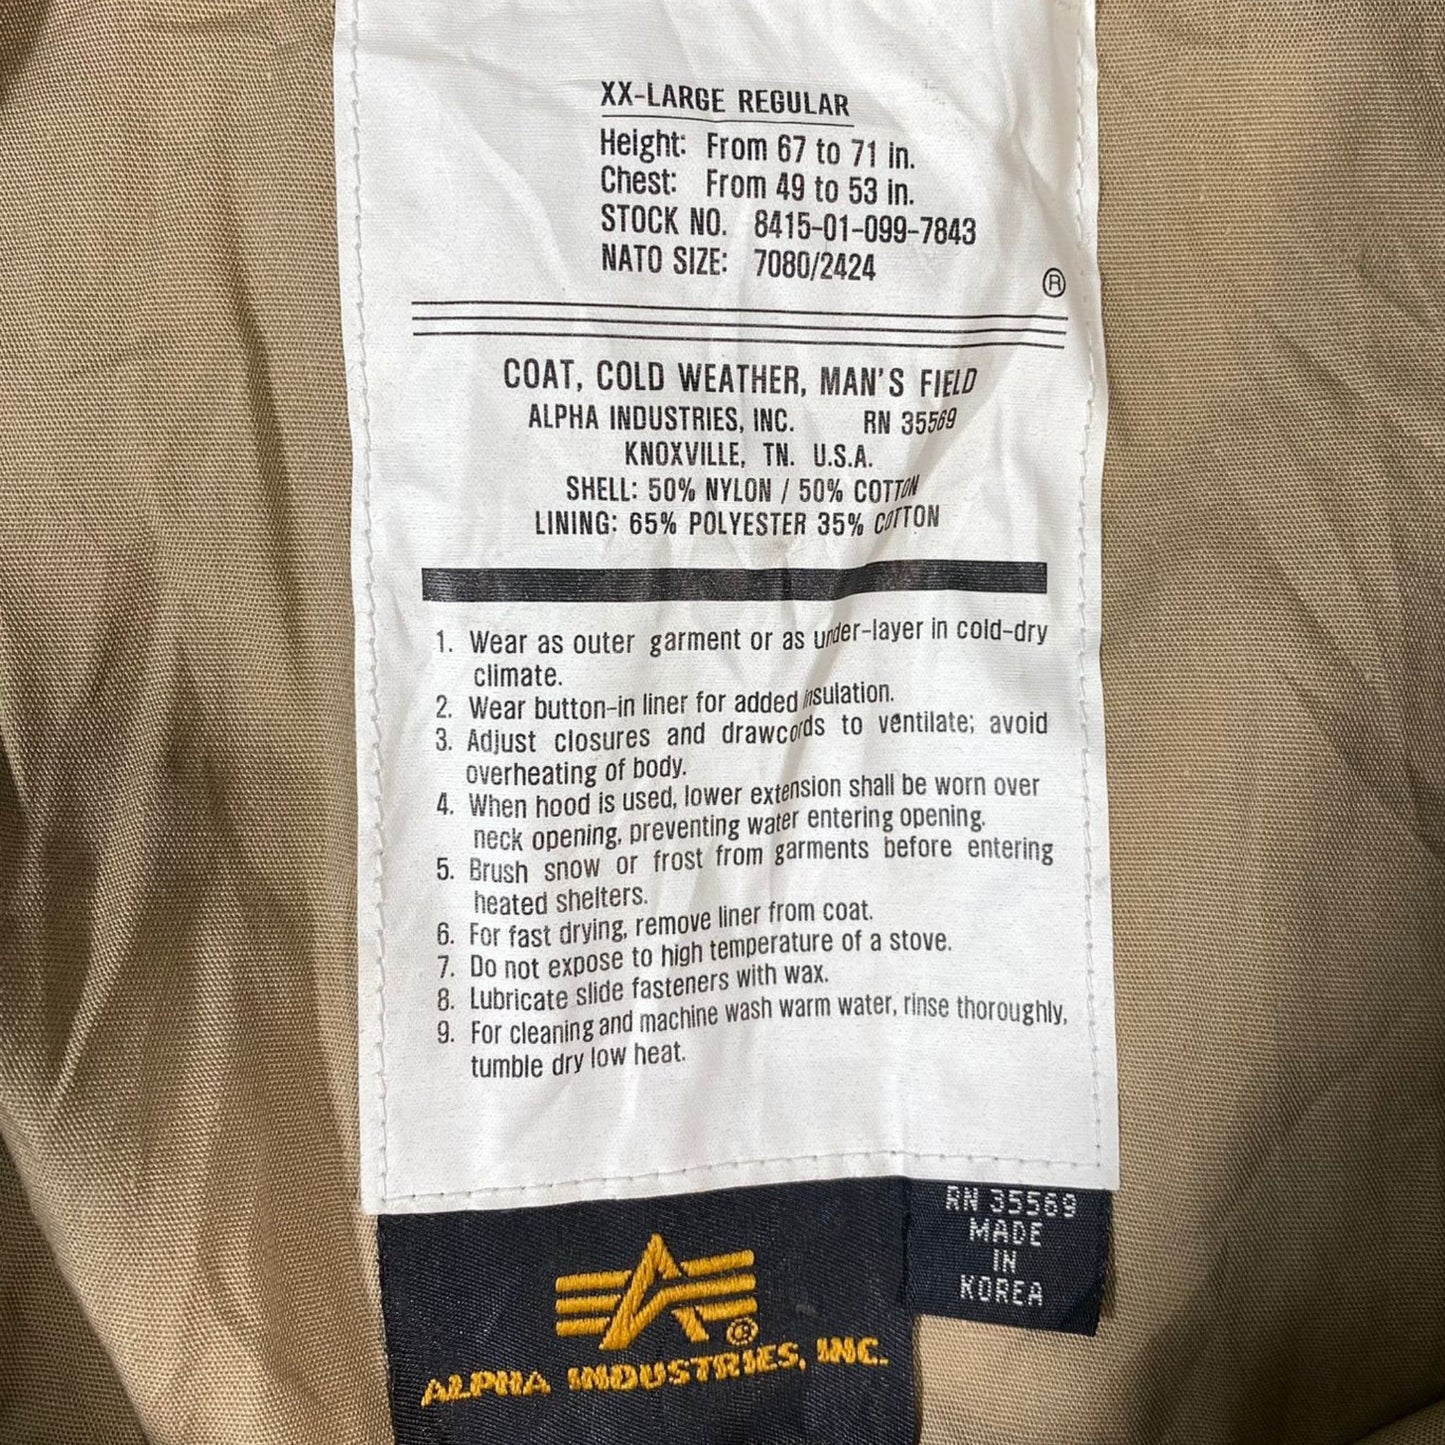 XX-LARGE REGULAR
Height: From 67 to 71 in.
Chest: From 49 to 53 in.
STOCK NO. 8415-01-099-7843
NATO SIZE: 7080/2424
®
COAT, COLD WEATHER, MAN'S FIELD
ALPHA INDUSTRIES, INC. RN 35569
KNOXVILLE, TN. U.S.A.
SHELL: 50% NYLON / 50% COTTON
LINING: 65% POLYESTER 35% COTTON
1. Wear as outer garment or as under-layer in cold-dry
climate.
2. Wear button-in liner for added insulation.
3. Adjust closures and drawcords to ventilate; avoid
overheating of body.
4. When hood is used, lower extension shall be worn over
neck opening, preventing water entering opening.
5. Brush snow or frost from garments before entering
heated shelters.
6. For fast drying, remove liner from coat.
7. Do not expose to high temperature of a stove.
8. Lubricate slide fasteners with wax.
9. For cleaning and machine wash warm water, rinse thoroughly,
tumble dry low heat.
RN 35569
MADE
IN
KOREA
®
ALPHA INDUSTRIES, INC.